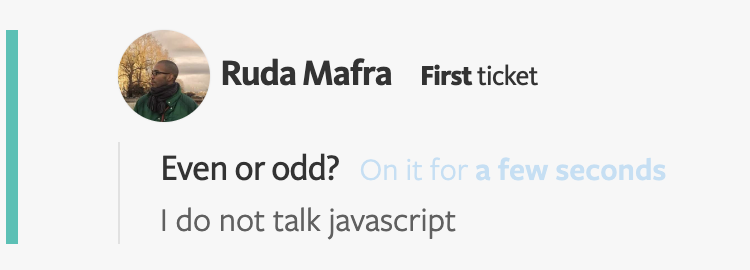 Ruda Mafra First ticket
Even or odd? On it for a few seconds
I do not talk javascript